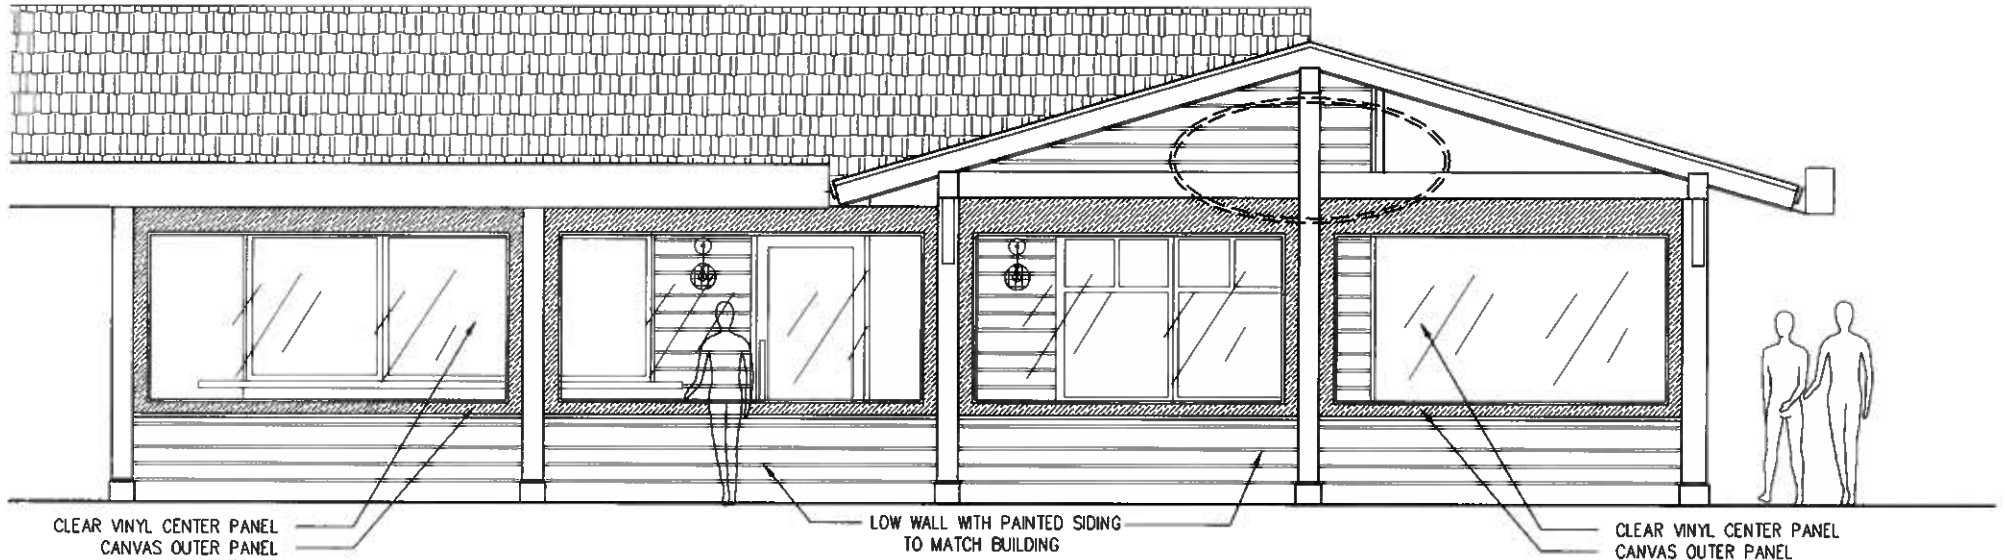 CLEAR VINYL CENTER PANEL
CANVAS OUTER PANEL
LOW WALL WITH PAINTED SIDING
TO MATCH BUILDING
CLEAR VINYL CENTER PANEL
CANVAS OUTER PANEL